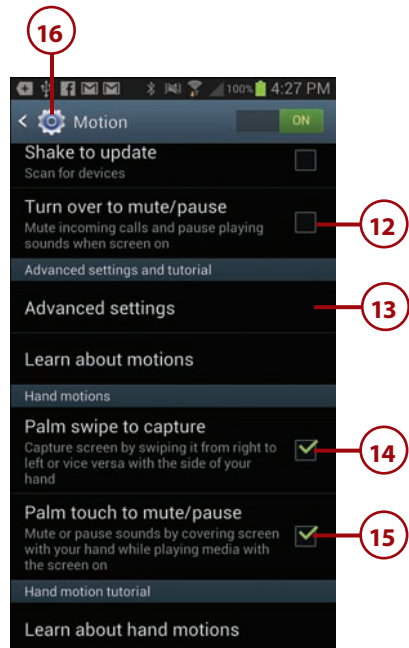 16
100% 4:27 PM
< Motion ON
Shake to update
Scan for devices
Turn over to mute/pause
Mute incoming calls and pause playing
sounds when screen on
12
Advanced settings and tutorial
Advanced settings
13
Learn about motions
Hand motions
Palm swipe to capture
Capture screen by swiping it from right to
left or vice versa with the side of your
hand
14
Palm touch to mute/pause
Mute or pause sounds by covering screen
with your hand while playing media with
the screen on
15
Hand motion tutorial
Learn about hand motions